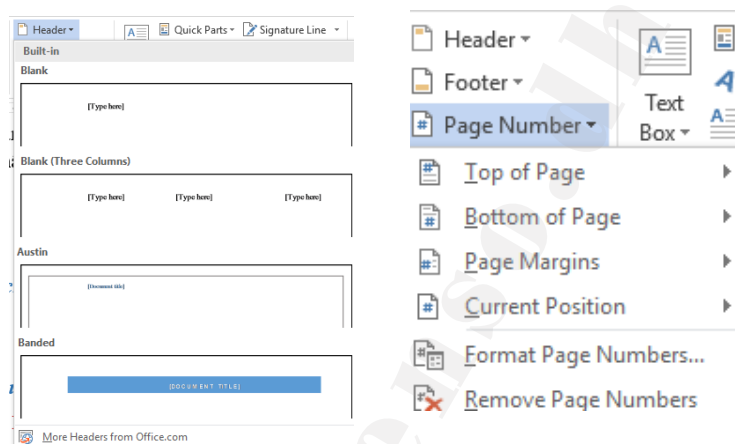 Header
Quick Parts
Signature Line
Built-in
Blank
[Type here]
Blank (Three Columns)
[Type here] [Type here] [Type here]
Austin
[Document title]
Banded
[DOCUMENT TITLE]
More Headers from Office.com
Header
Footer
Page Number
Text
Box
Top of Page
Bottom of Page
Page Margins
Current Position
Format Page Numbers...
Remove Page Numbers